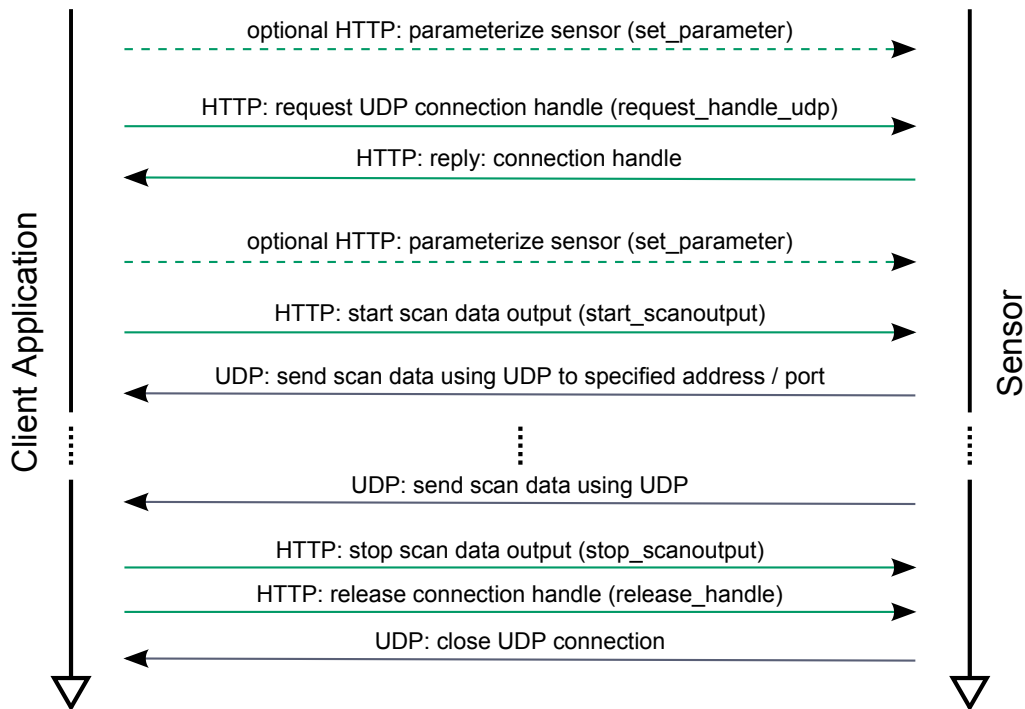 optional HTTP: parameterize sensor (set_parameter)
HTTP: request UDP connection handle (request_handle_udp)
HTTP: reply: connection handle
optional HTTP: parameterize sensor (set_parameter)
HTTP: start scan data output (start_scanoutput)
UDP: send scan data using UDP to specified address / port
UDP: send scan data using UDP
HTTP: stop scan data output (stop_scanoutput)
HTTP: release connection handle (release_handle)
UDP: close UDP connection
Client Application
Sensor